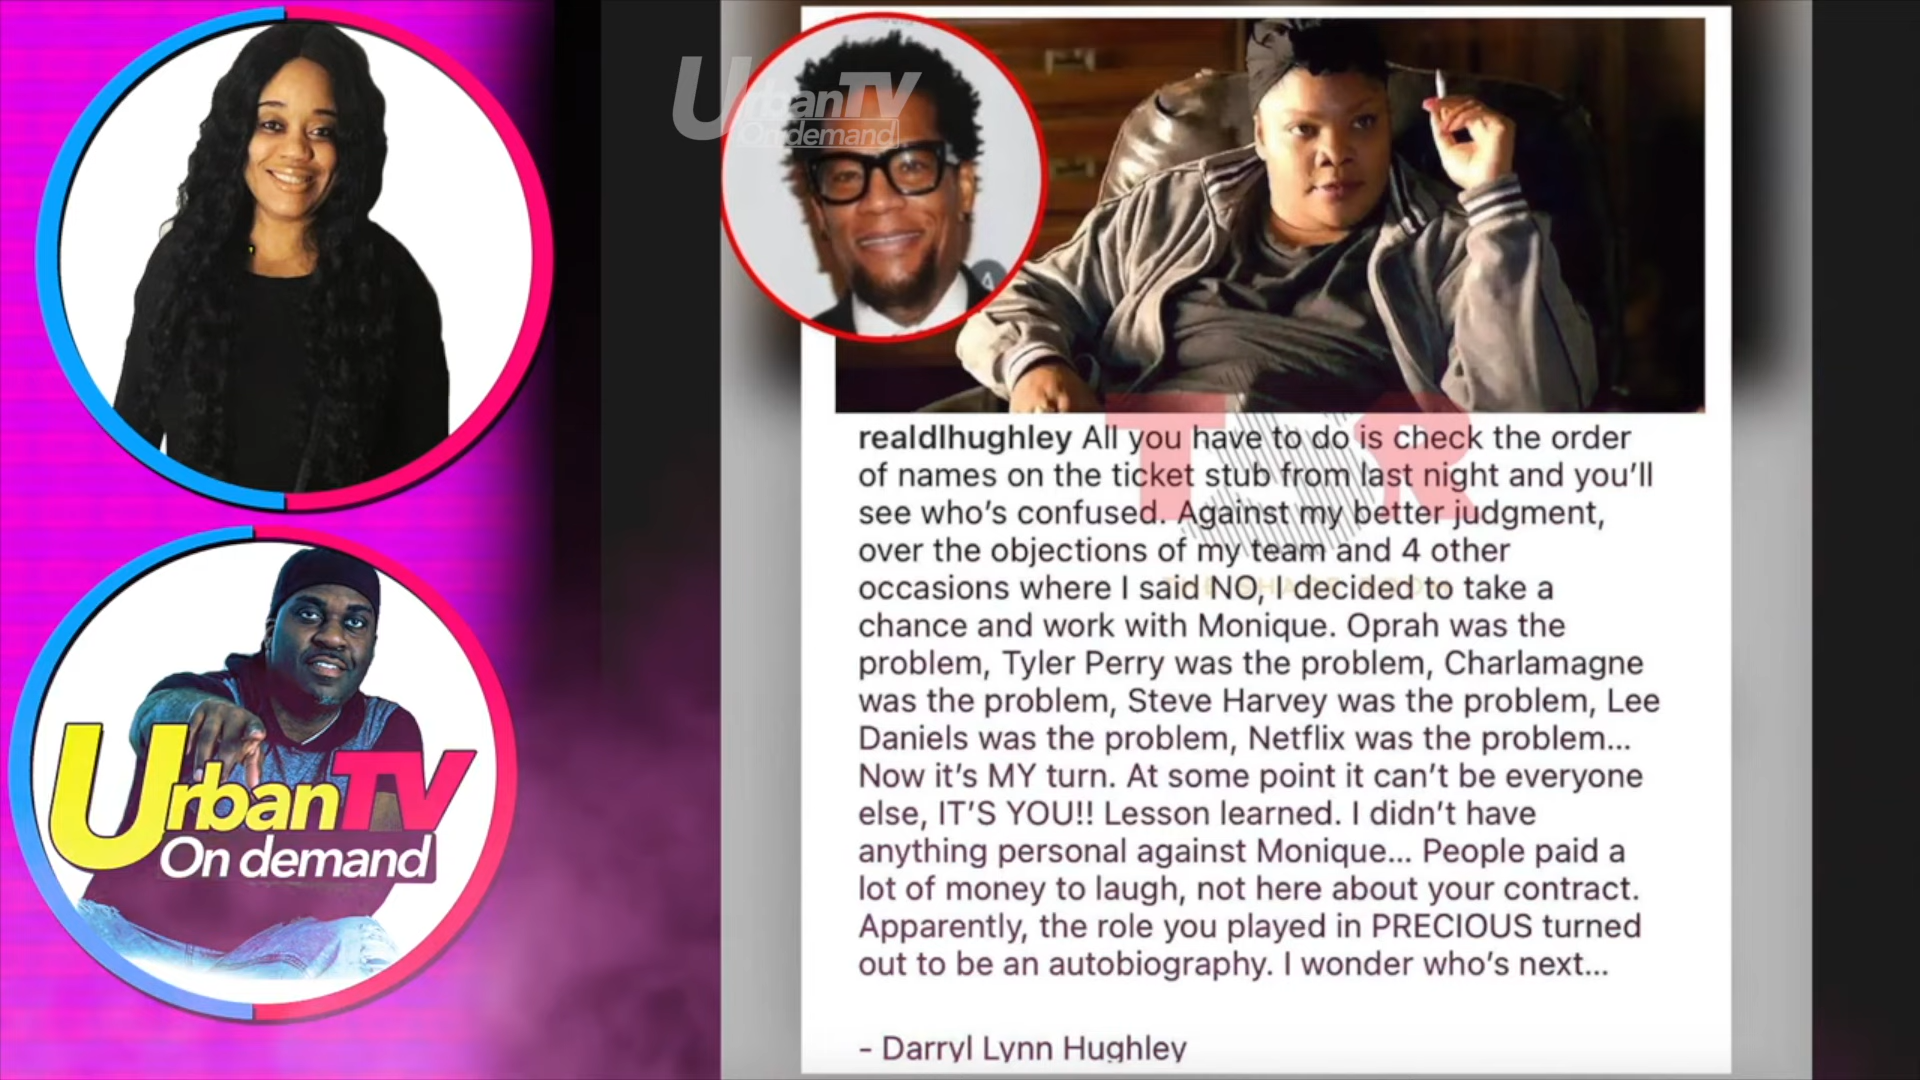 UrbanTV
On demand
realdlhughley All you have to do is check the order
of names on the ticket stub from last night and you'll
see who's confused. Against my better judgment,
over the objections of my team and 4 other
occasions where I said NO, I decided to take a
chance and work with Monique. Oprah was the
problem, Tyler Perry was the problem, Charlamagne
was the problem, Steve Harvey was the problem, Lee
Daniels was the problem, Netflix was the problem...
Now it's MY turn. At some point it can't be everyone
else, IT'S YOU!! Lesson learned. I didn't have
anything personal against Monique... People paid a
lot of money to laugh, not here about your contract.
Apparently, the role you played in PRECIOUS turned
out to be an autobiography. I wonder who's next...
- Darryl Lynn Hughley
TSR
UrbanTV
On demand